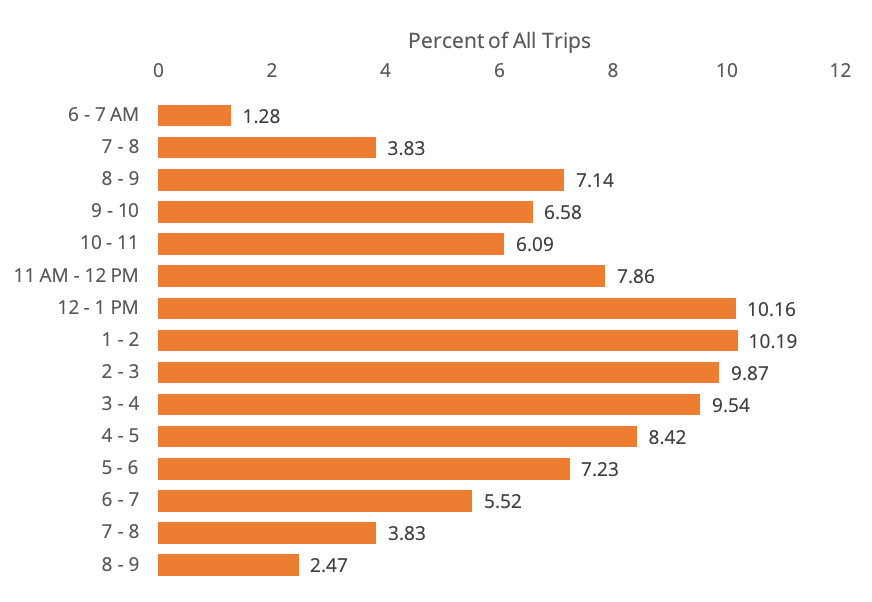 Percent of All Trips
0 2 4 6 8 10 12
6 - 7 AM 1.28
7 - 8 3.83
8 - 9 7.14
9 - 10 6.58
10 - 11 6.09
11 AM - 12 PM 7.86
12 - 1 PM 10.16
1 - 2 10.19
2 - 3 9.87
3 - 4 9.54
4 - 5 8.42
5 - 6 7.23
6 - 7 5.52
7 - 8 3.83
8 - 9 2.47